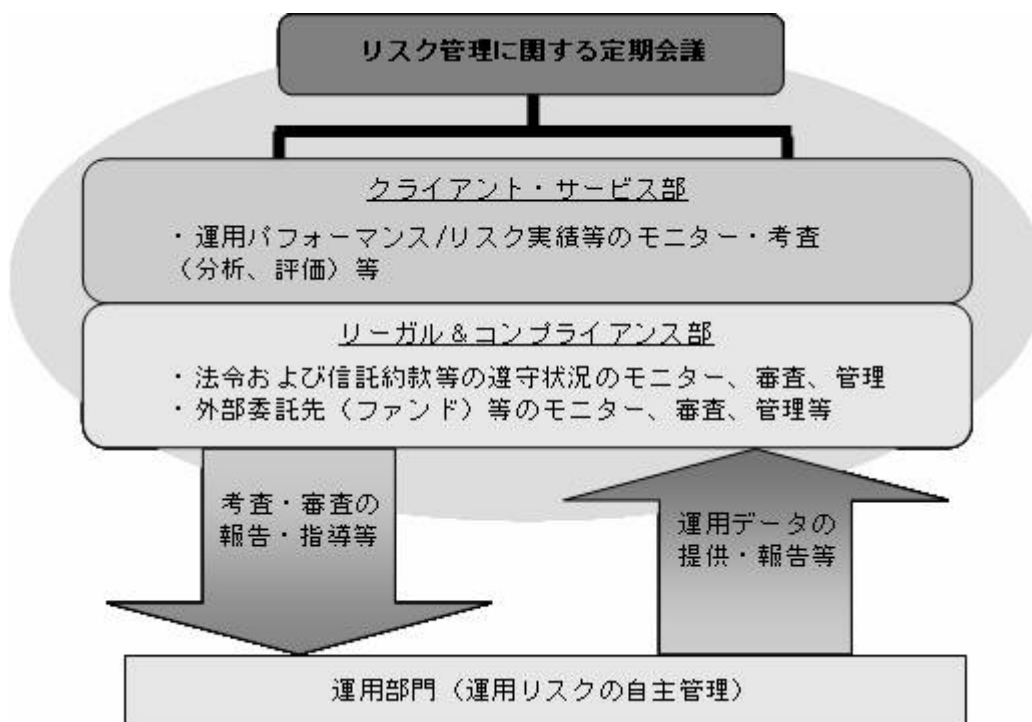 リスク管理に関する定期会議
クライアント・サービス部
・運用パフォーマンス/リスク実績等のモニター・考査
（分析、評価）等
リーガル＆コンプライアンス部
・法令および信託約款等の遵守状況のモニター、審査、管理
・外部委託先（ファンド）等のモニター、審査、管理等
考査・審査の
報告・指導等
運用データの
提供・報告等
運用部門（運用リスクの自主管理）